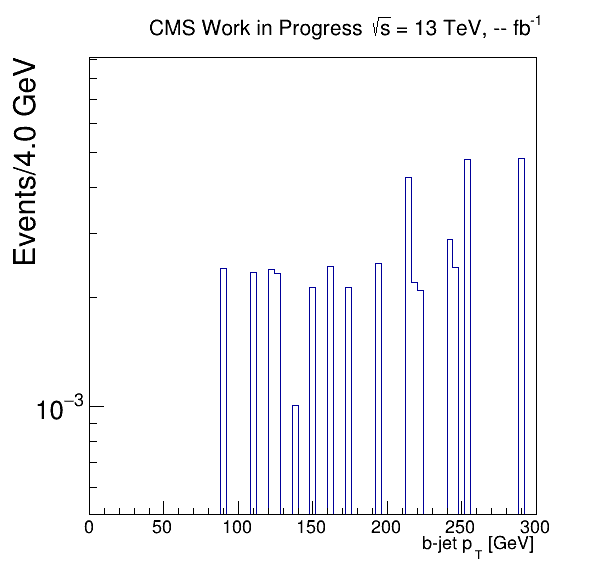 CMS Work in Progress √s = 13 TeV, -- fb⁻¹
Events/4.0 GeV
10⁻³
0 50 100 150 200 250 300
b-jet p_T [GeV]